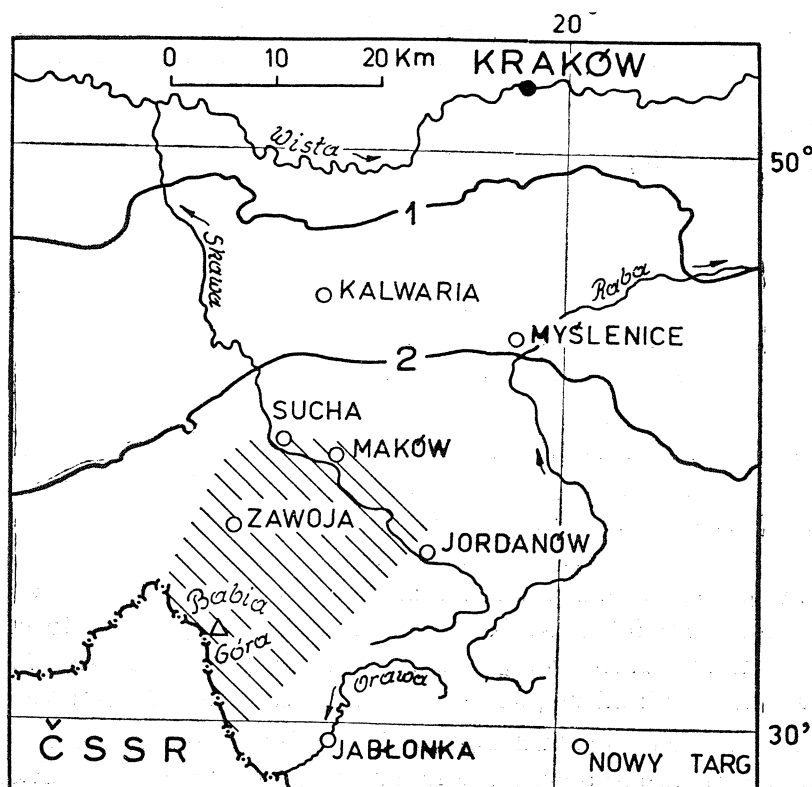 20°
0 10 20 Km
KRAKÓW
Wisła
50°
1
Skawa
Raba
KALWARIA
MYŚLENICE
2
SUCHA
MAKÓW
ZAWOJA
JORDANÓW
Babia
Góra
Orawa
30'
ČSSR
JABŁONKA
NOWY TARG